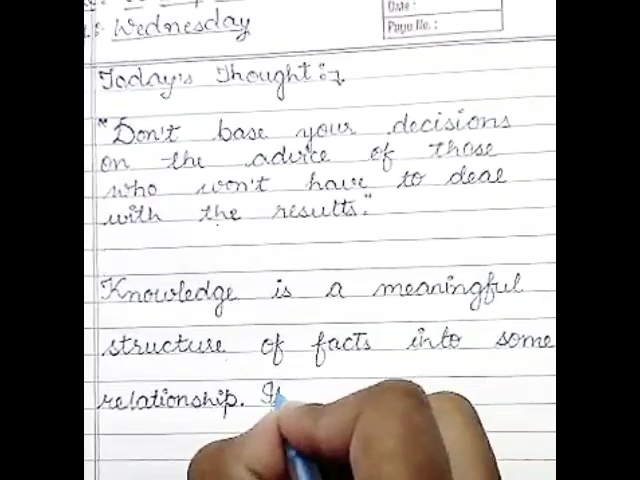 Wednesday
Date :
Page No. :
Today's Thought :-
"Don't base your decisions
on the advice of those
who won't have to deal
with the results."
Knowledge is a meaningful
structure of facts into some
relationship.